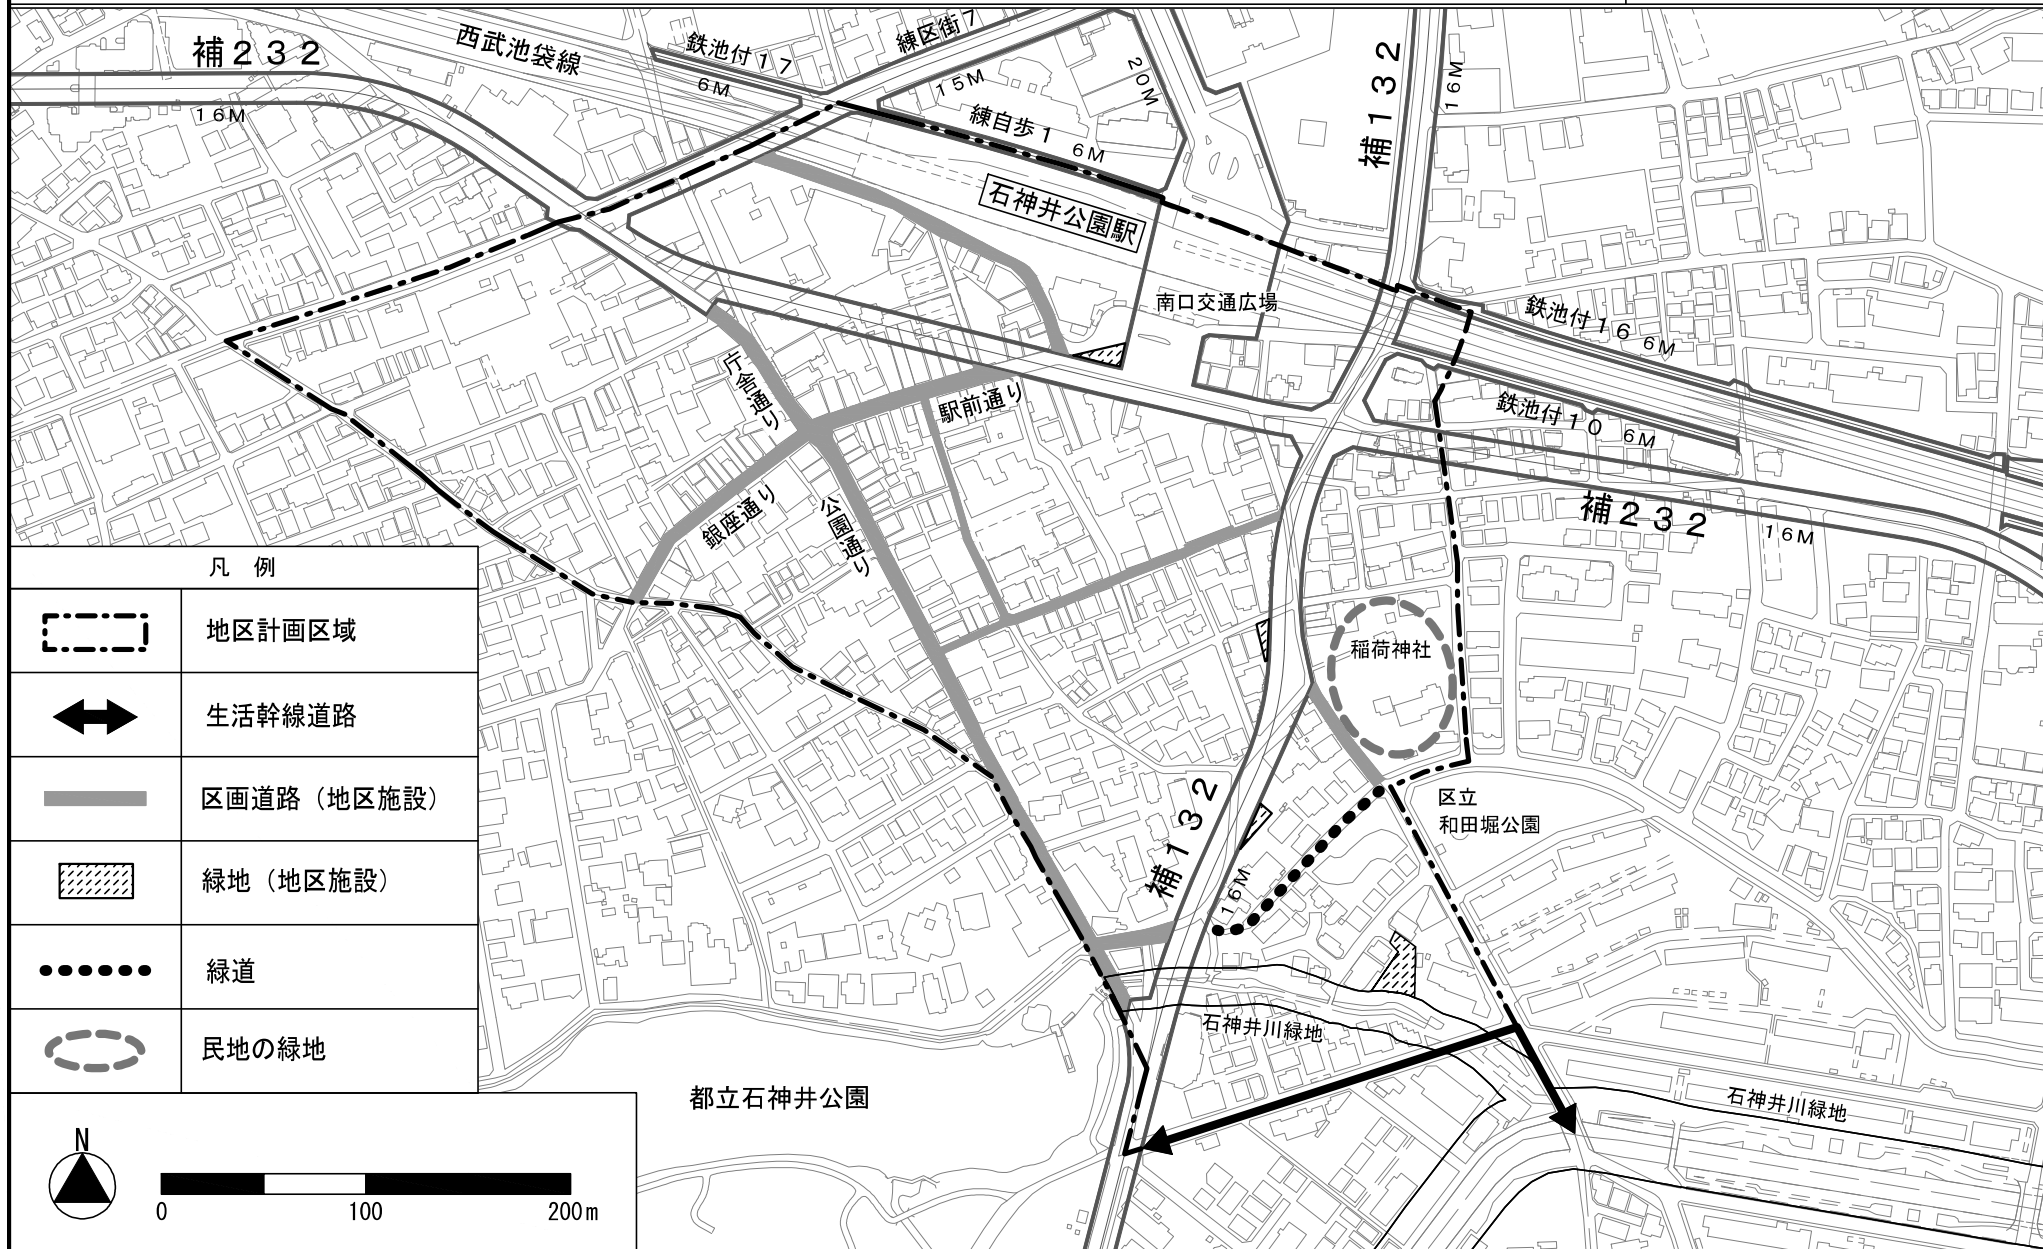 補２３２
１６Ｍ
西武池袋線
鉄池付１７
６Ｍ
練区街７
１５Ｍ
２０Ｍ
練自歩１　６Ｍ
補１３２
１６Ｍ
石神井公園駅
南口交通広場
鉄池付１６　６Ｍ
鉄池付１０　６Ｍ
補２３２
１６Ｍ
庁舎通り
駅前通り
銀座通り
公園通り
稲荷神社
区立
和田堀公園
補１３２
１６Ｍ
石神井川緑地
石神井川緑地
都立石神井公園
凡　例
地区計画区域
生活幹線道路
区画道路（地区施設）
緑地（地区施設）
緑道
民地の緑地
N
0　100　200m